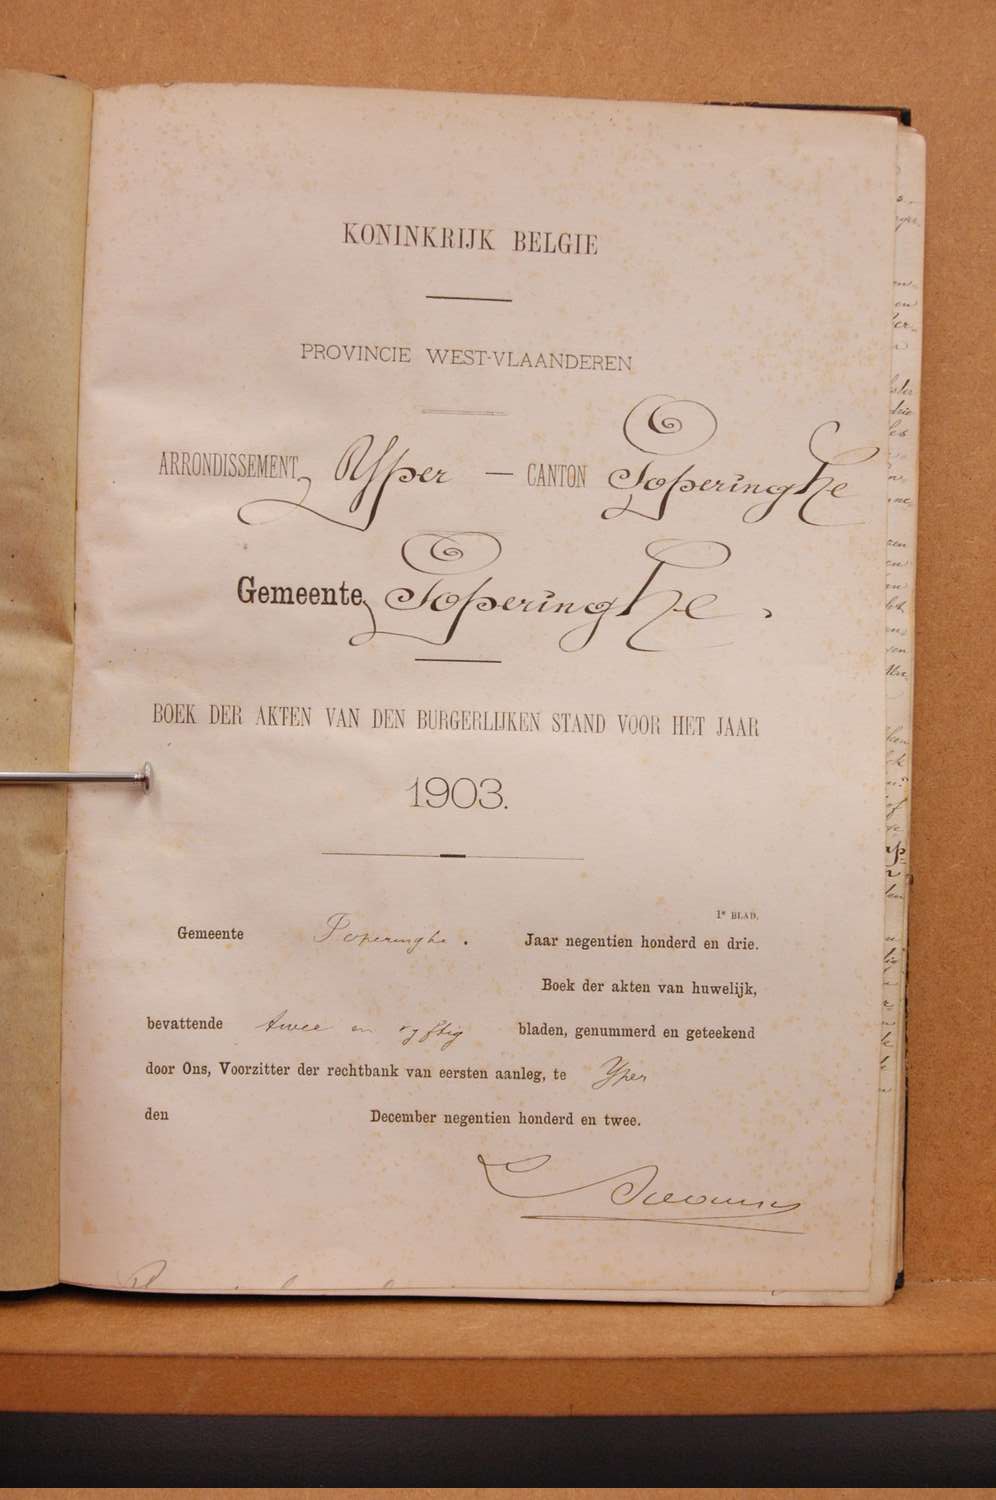 KONINKRIJK BELGIE
PROVINCIE WEST-VLAANDEREN
ARRONDISSEMENT Yper — CANTON Poperinghe
Gemeente Poperinghe.
BOEK DER AKTEN VAN DEN BURGERLIJKEN STAND VOOR HET JAAR
1903.
1e BLAD.
Gemeente Poperinghe. Jaar negentien honderd en drie.
Boek der akten van huwelijk,
bevattende twee en vyftig bladen, genummerd en geteekend
door Ons, Voorzitter der rechtbank van eersten aanleg, te Yper
den December negentien honderd en twee.